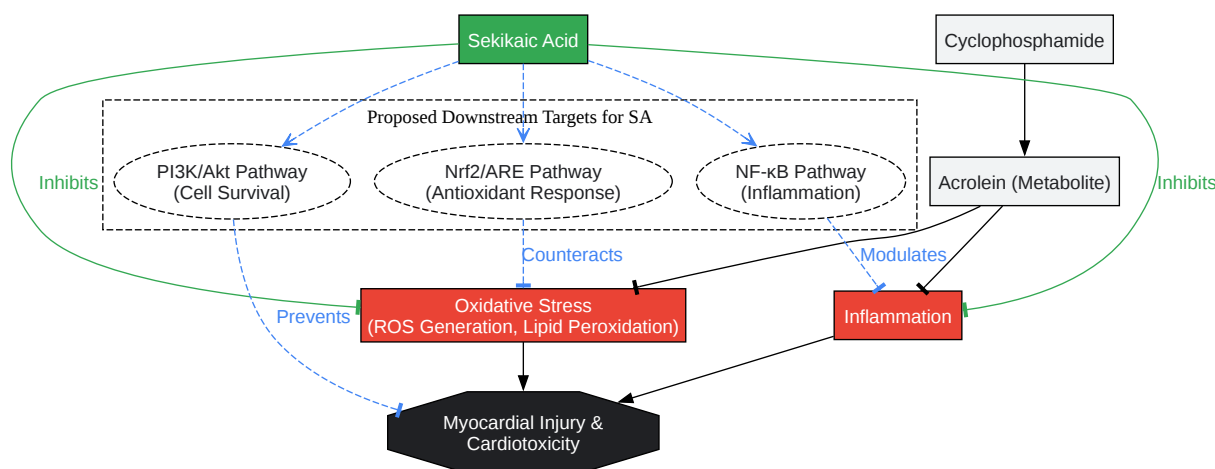 Sekikaic Acid
Cyclophosphamide
Proposed Downstream Targets for SA
PI3K/Akt Pathway
(Cell Survival)
Nrf2/ARE Pathway
(Antioxidant Response)
NF-κB Pathway
(Inflammation)
Acrolein (Metabolite)
Inhibits
Inhibits
Counteracts
Modulates
Prevents
Oxidative Stress
(ROS Generation, Lipid Peroxidation)
Inflammation
Myocardial Injury &
Cardiotoxicity